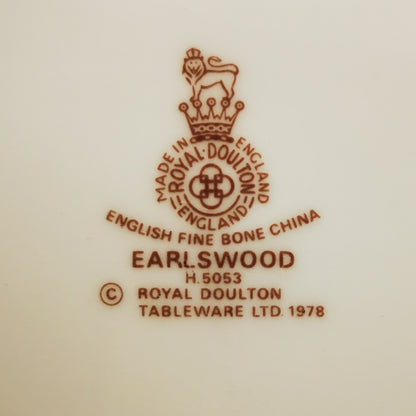 MADE IN ENGLAND
ROYAL·DOULTON
ENGLAND
ENGLISH FINE BONE CHINA
EARLSWOOD
H.5053
© ROYAL DOULTON
TABLEWARE LTD. 1978